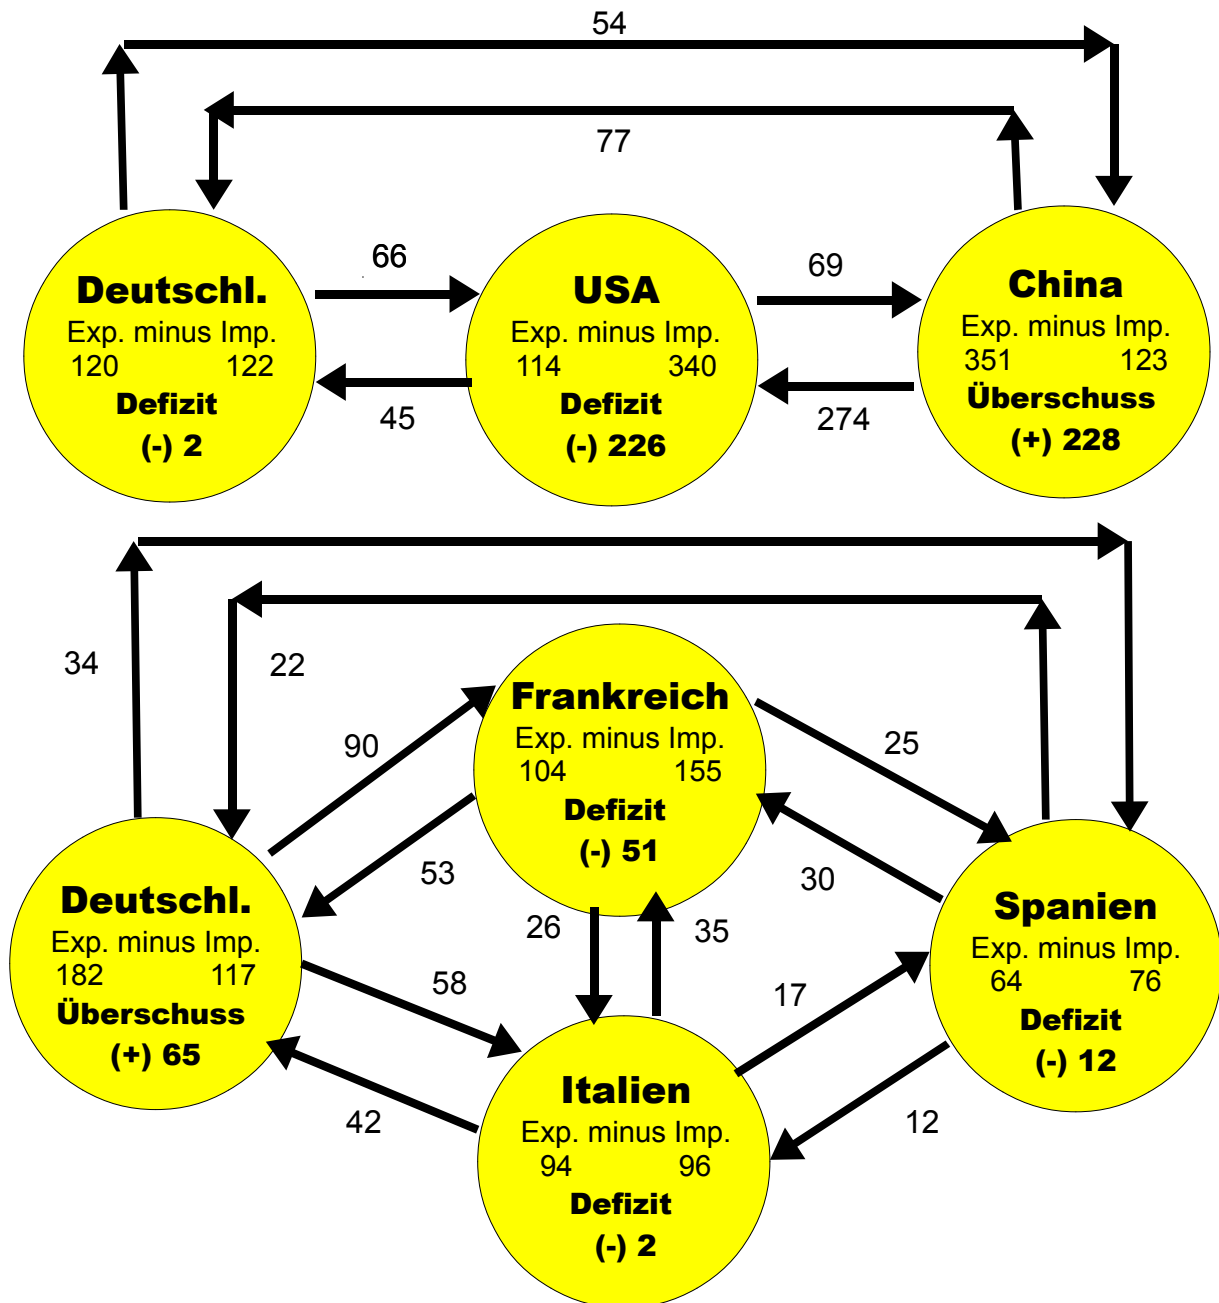 54
77
66
69
Deutschl.
Exp. minus Imp.
120 122
Defizit
(-) 2
USA
Exp. minus Imp.
114 340
Defizit
(-) 226
China
Exp. minus Imp.
351 123
Überschuss
(+) 228
45
274
34
22
90
25
Frankreich
Exp. minus Imp.
104 155
Defizit
(-) 51
53
30
Deutschl.
Exp. minus Imp.
182 117
Überschuss
(+) 65
26
35
Spanien
Exp. minus Imp.
64 76
Defizit
(-) 12
58
17
42
12
Italien
Exp. minus Imp.
94 96
Defizit
(-) 2